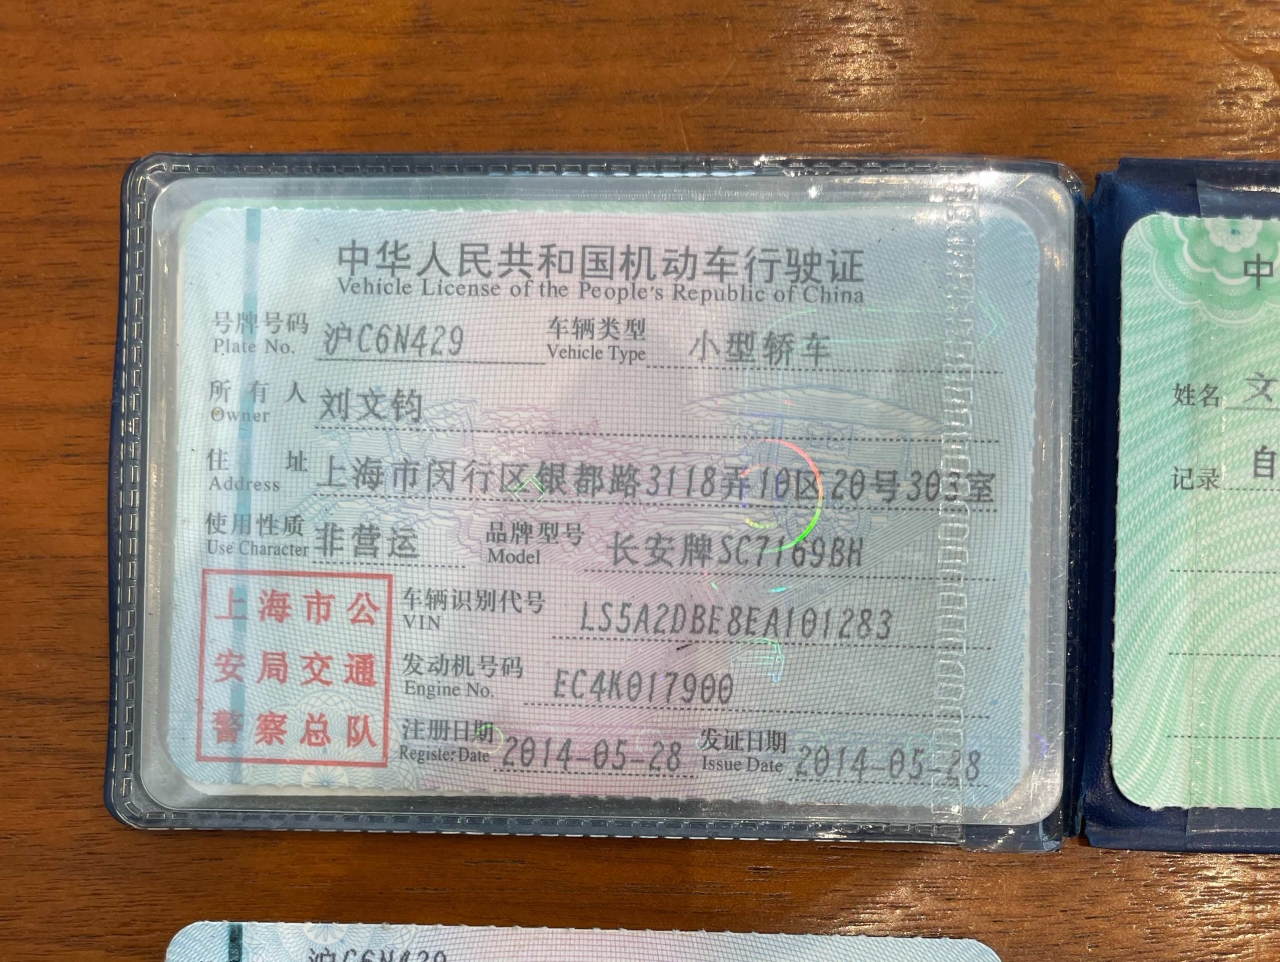 中华人民共和国机动车行驶证
Vehicle License of the People's Republic of China
号牌号码 沪C6N429 车辆类型 小型轿车
Plate No. Vehicle Type
所有人 刘文钧
Owner
住址 上海市闵行区银都路3118弄10区20号303室
Address
使用性质 非营运 品牌型号 长安牌SC7169BH
Use Character Model
上海市公
安局交通
警察总队
车辆识别代号 LS5A2DBE8EA101283
VIN
发动机号码 EC4K017900
Engine No.
注册日期 2014-05-28 发证日期 2014-05-28
Register Date Issue Date
中
姓名 文
记录 自
沪C6N429